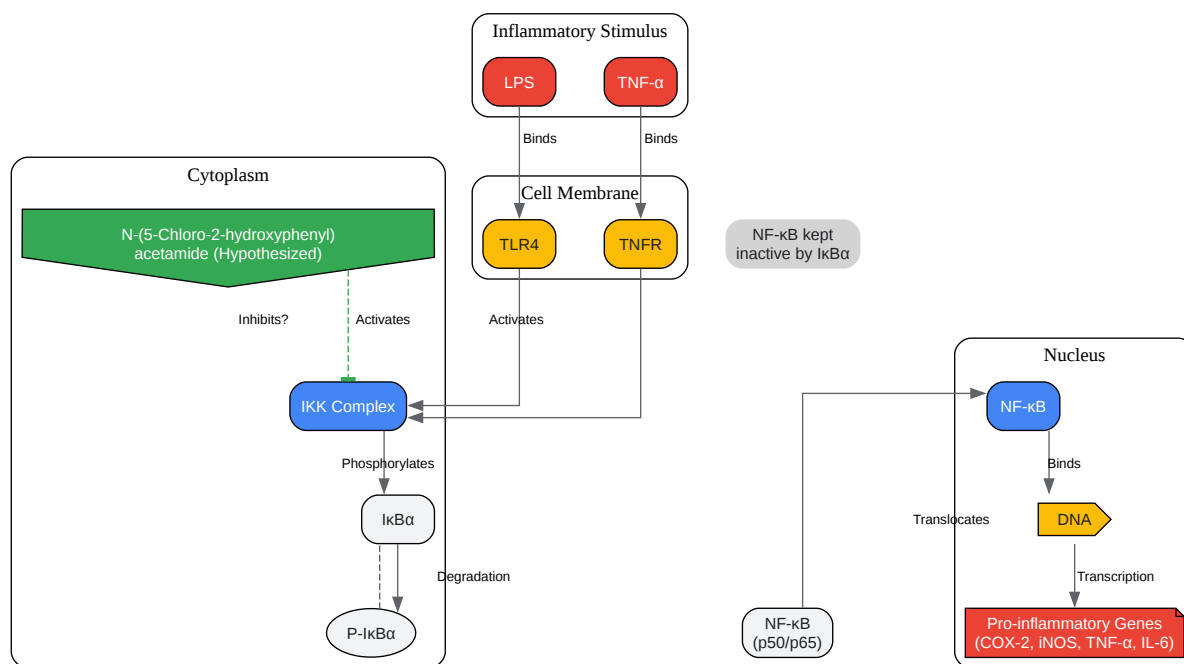 Inflammatory Stimulus
LPS
TNF-α
Binds
Binds
Cytoplasm
Cell Membrane
N-(5-Chloro-2-hydroxyphenyl)
acetamide (Hypothesized)
TLR4
TNFR
NF-κB kept
inactive by IκBα
Inhibits?
Activates
Activates
Nucleus
IKK Complex
NF-κB
Phosphorylates
Binds
IκBα
Translocates
DNA
Degradation
Transcription
P-IκBα
NF-κB
(p50/p65)
Pro-inflammatory Genes
(COX-2, iNOS, TNF-α, IL-6)